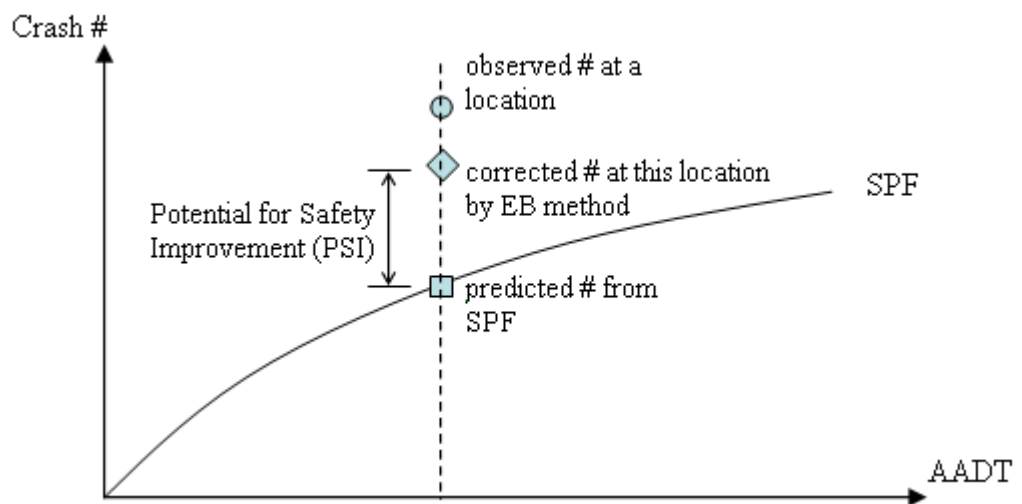 Crash #
observed # at a
location
corrected # at this location
by EB method
SPF
Potential for Safety
Improvement (PSI)
predicted # from
SPF
AADT